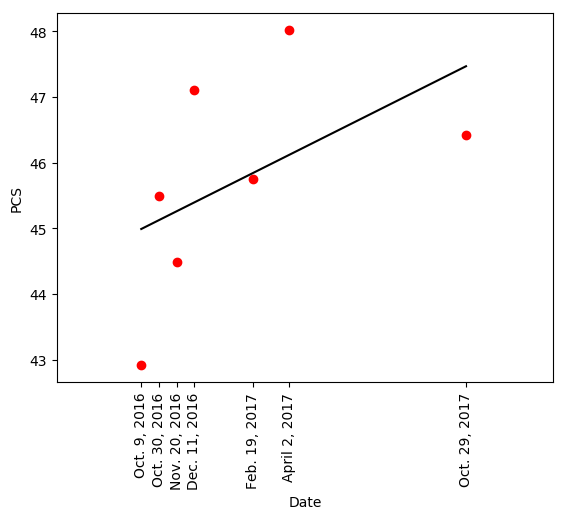 48
47
46
45
44
43
PCS
Oct. 9, 2016
Oct. 30, 2016
Nov. 20, 2016
Dec. 11, 2016
Feb. 19, 2017
April 2, 2017
Oct. 29, 2017
Date